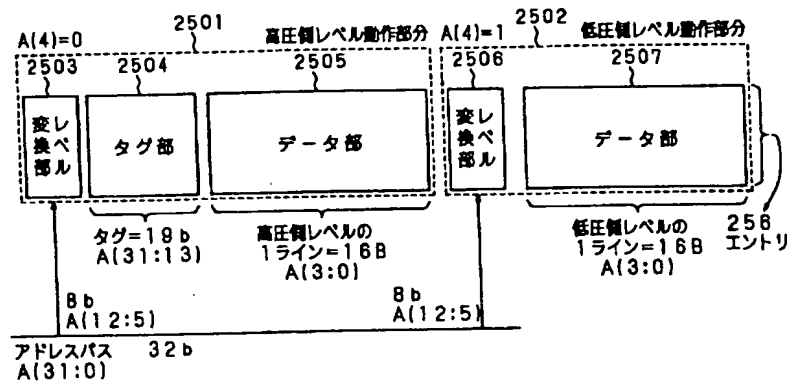 2501
A(4)=0
高圧側レベル動作部分
2503
2504
2505
レベル変換部
タグ部
データ部
タグ=19b
A(31:13)
高圧側レベルの
1ライン=16B
A(3:0)
2502
A(4)=1
低圧側レベル動作部分
2506
2507
レベル変換部
データ部
低圧側レベルの
1ライン=16B
A(3:0)
256
エントリ
8b
A(12:5)
8b
A(12:5)
アドレスバス 32b
A(31:0)